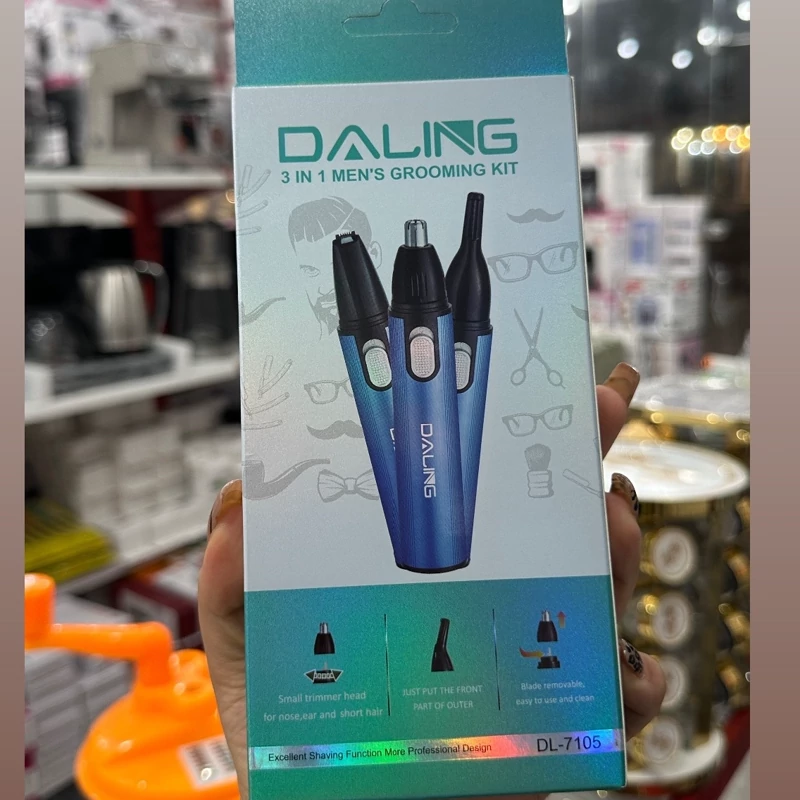 DALING
3 IN 1 MEN'S GROOMING KIT
DALING
Small trimmer head
for nose,ear and short hair
JUST PUT THE FRONT
PART OF OUTER
Blade removable,
easy to use and clean
Excellent Shaving Function More Professional Design
DL-7105